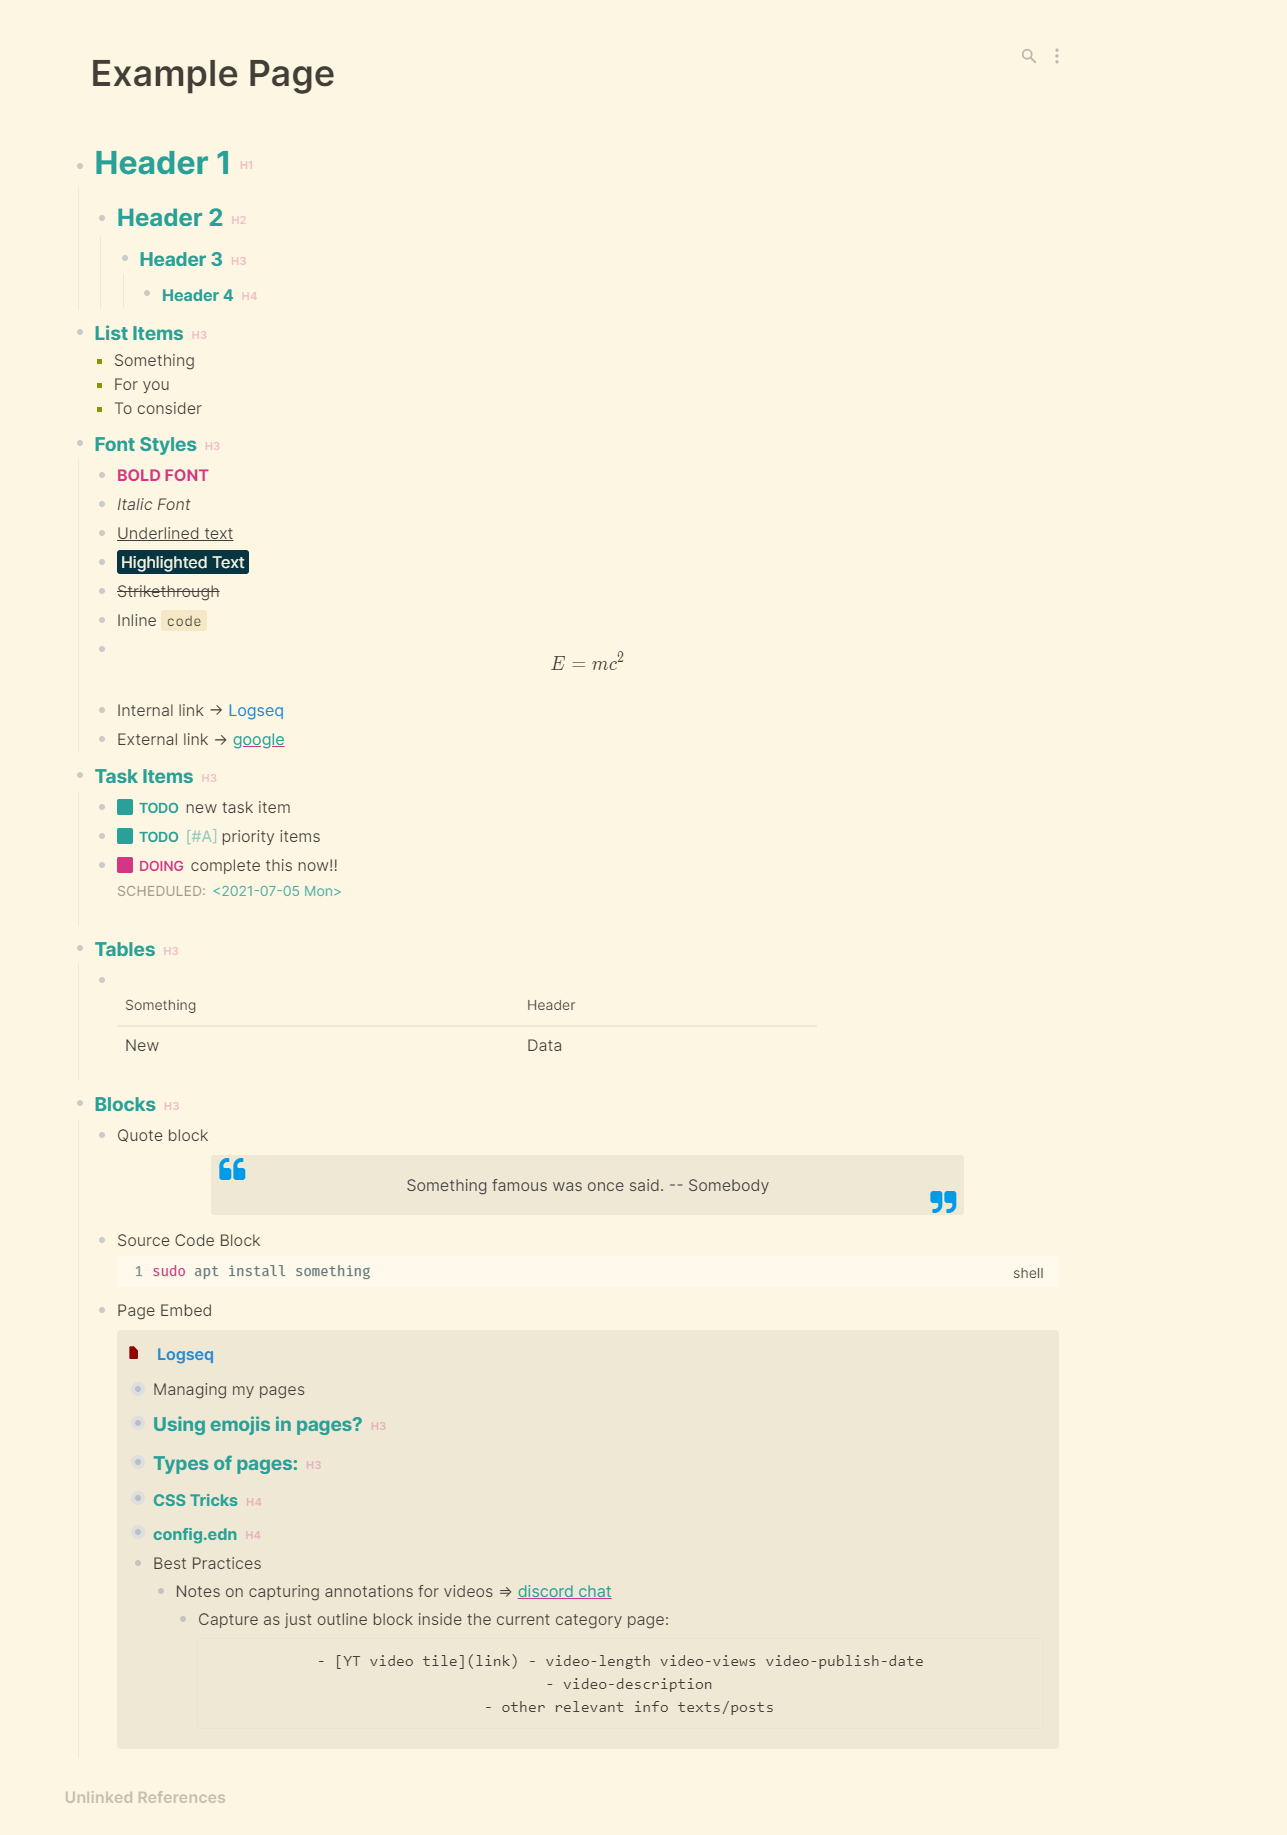 Example Page
Header 1 H1
Header 2 H2
Header 3 H3
Header 4 H4
List Items H3
Something
For you
To consider
Font Styles H3
BOLD FONT
Italic Font
Underlined text
Highlighted Text
Strikethrough
Inline code
E = mc²
Internal link → Logseq
External link → google
Task Items H3
TODO new task item
TODO [#A] priority items
DOING complete this now!!
SCHEDULED: <2021-07-05 Mon>
Tables H3
Something Header
New Data
Blocks H3
Quote block
Something famous was once said. -- Somebody
Source Code Block
1 sudo apt install something shell
Page Embed
Logseq
Managing my pages
Using emojis in pages? H3
Types of pages: H3
CSS Tricks H4
config.edn H4
Best Practices
Notes on capturing annotations for videos ⇒ discord chat
Capture as just outline block inside the current category page:
- [YT video tile](link) - video-length video-views video-publish-date
- video-description
- other relevant info texts/posts
Unlinked References